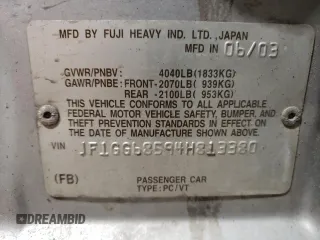 MFD BY FUJI HEAVY IND. LTD., JAPAN
MFD IN 06/03
GVWR/PNBV: 4040LB(1833KG)
GAWR/PNBE: FRONT-2070LB( 939KG)
REAR -2100LB( 953KG)
THIS VEHICLE CONFORMS TO ALL APPLICABLE
FEDERAL MOTOR VEHICLE SAFETY, BUMPER, AND
THEFT PREVENTION STANDARDS IN EFFECT ON
THE DATE OF MANUFACTURE SHOWN ABOVE.
VIN JF1GG68594H813980
(FB) PASSENGER CAR
TYPE:PC/VT
DREAMBID